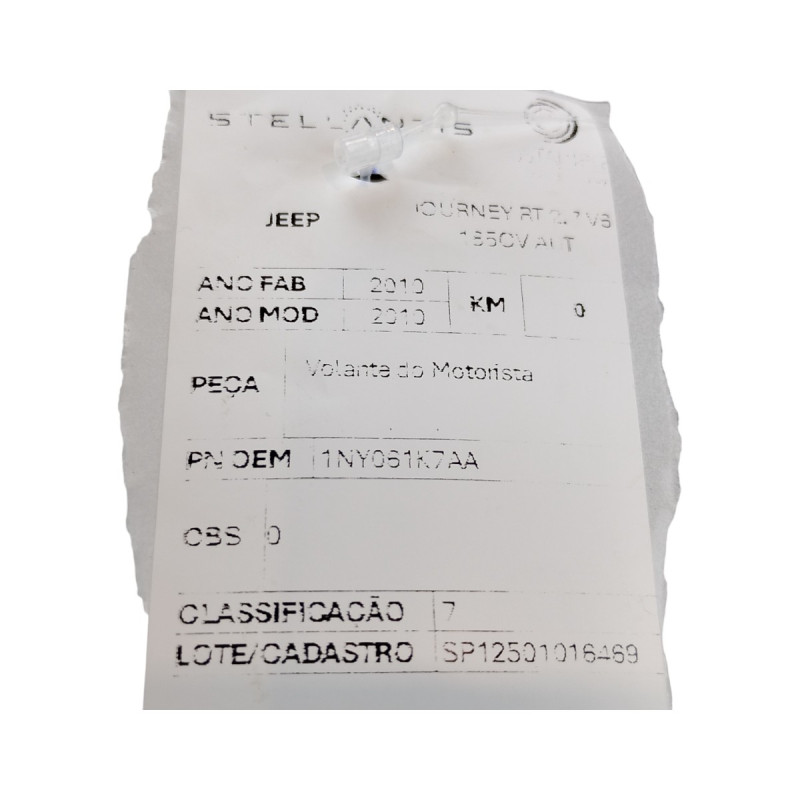 STELLANTIS
JEEP
JOURNEY RT 2.7 V6
185CV AUT
ANO FAB 2010
ANO MOD 2010
KM 0
PEÇA Volante do Motorista
PN OEM 1NY061K7AA
OBS 0
CLASSIFICAÇÃO 7
LOTE/CADASTRO SP12501016469